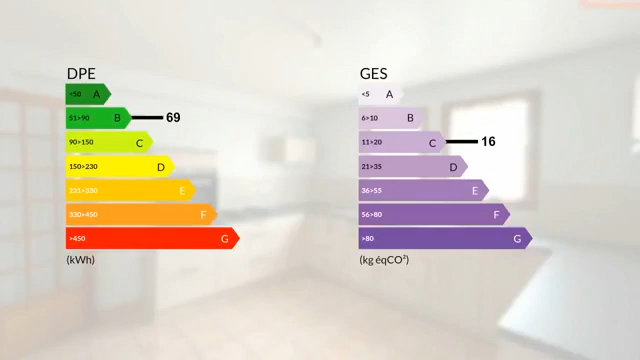 DPE
<50 A
51>90 B 69
90>150 C
150>230 D
231>330 E
330>450 F
>450 G
(kWh)
GES
<5 A
6>10 B
11>20 C 16
21>35 D
36>55 E
56>80 F
>80 G
(kg éqCO²)